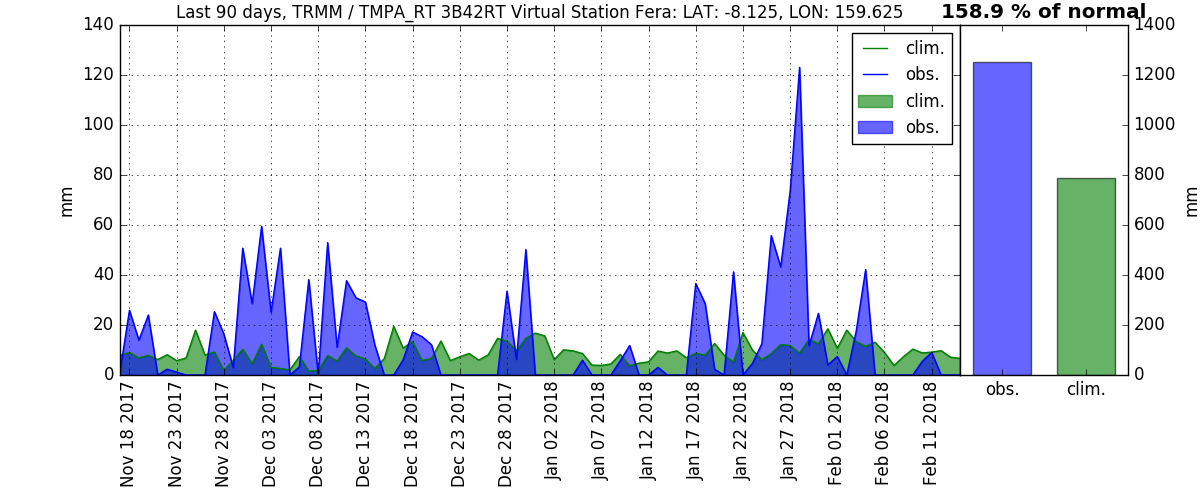 Last 90 days, TRMM / TMPA_RT 3B42RT Virtual Station Fera: LAT: -8.125, LON: 159.625
158.9 % of normal
140
120
100
80
60
40
20
0
mm
clim.
obs.
clim.
obs.
1400
1200
1000
800
600
400
200
0
mm
Nov 18 2017
Nov 23 2017
Nov 28 2017
Dec 03 2017
Dec 08 2017
Dec 13 2017
Dec 18 2017
Dec 23 2017
Dec 28 2017
Jan 02 2018
Jan 07 2018
Jan 12 2018
Jan 17 2018
Jan 22 2018
Jan 27 2018
Feb 01 2018
Feb 06 2018
Feb 11 2018
obs.
clim.